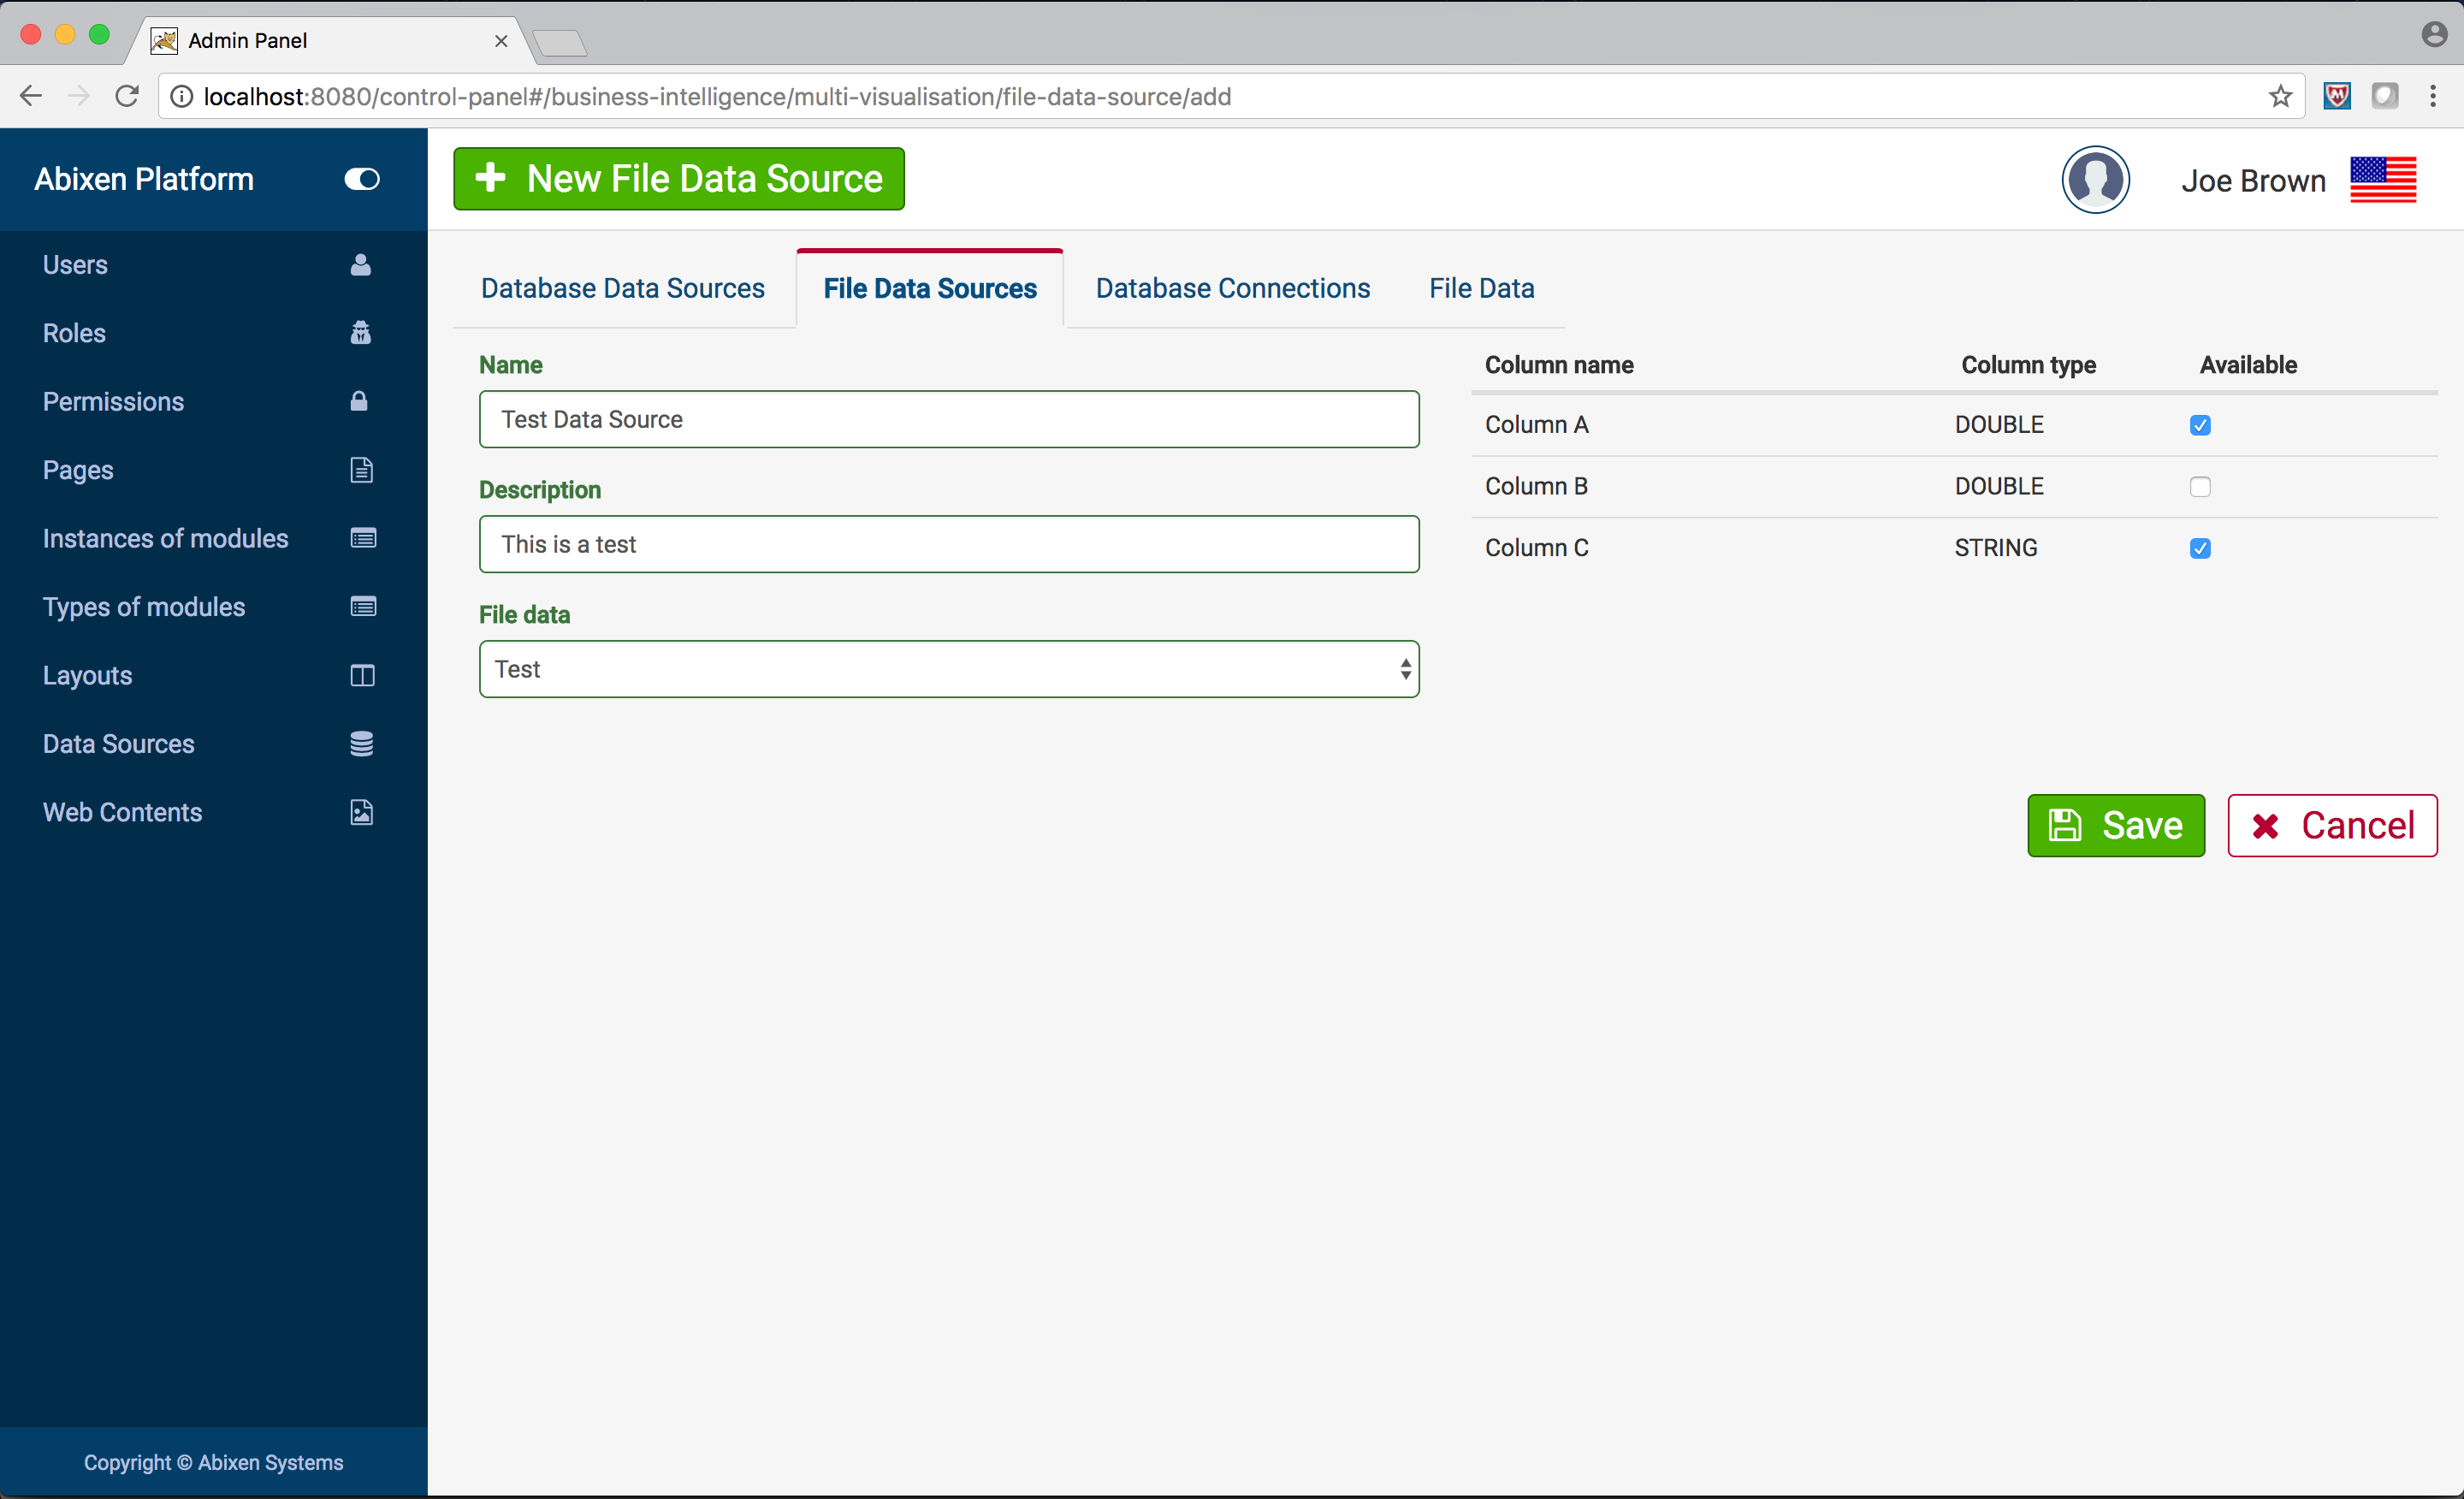 Admin Panel
localhost:8080/control-panel#/business-intelligence/multi-visualisation/file-data-source/add
Abixen Platform
New File Data Source
Joe Brown
Users
Roles
Permissions
Pages
Instances of modules
Types of modules
Layouts
Data Sources
Web Contents
Database Data Sources
File Data Sources
Database Connections
File Data
Name
Test Data Source
Description
This is a test
File data
Test
Column name Column type Available
Column A DOUBLE
Column B DOUBLE
Column C STRING
Save
Cancel
Copyright © Abixen Systems